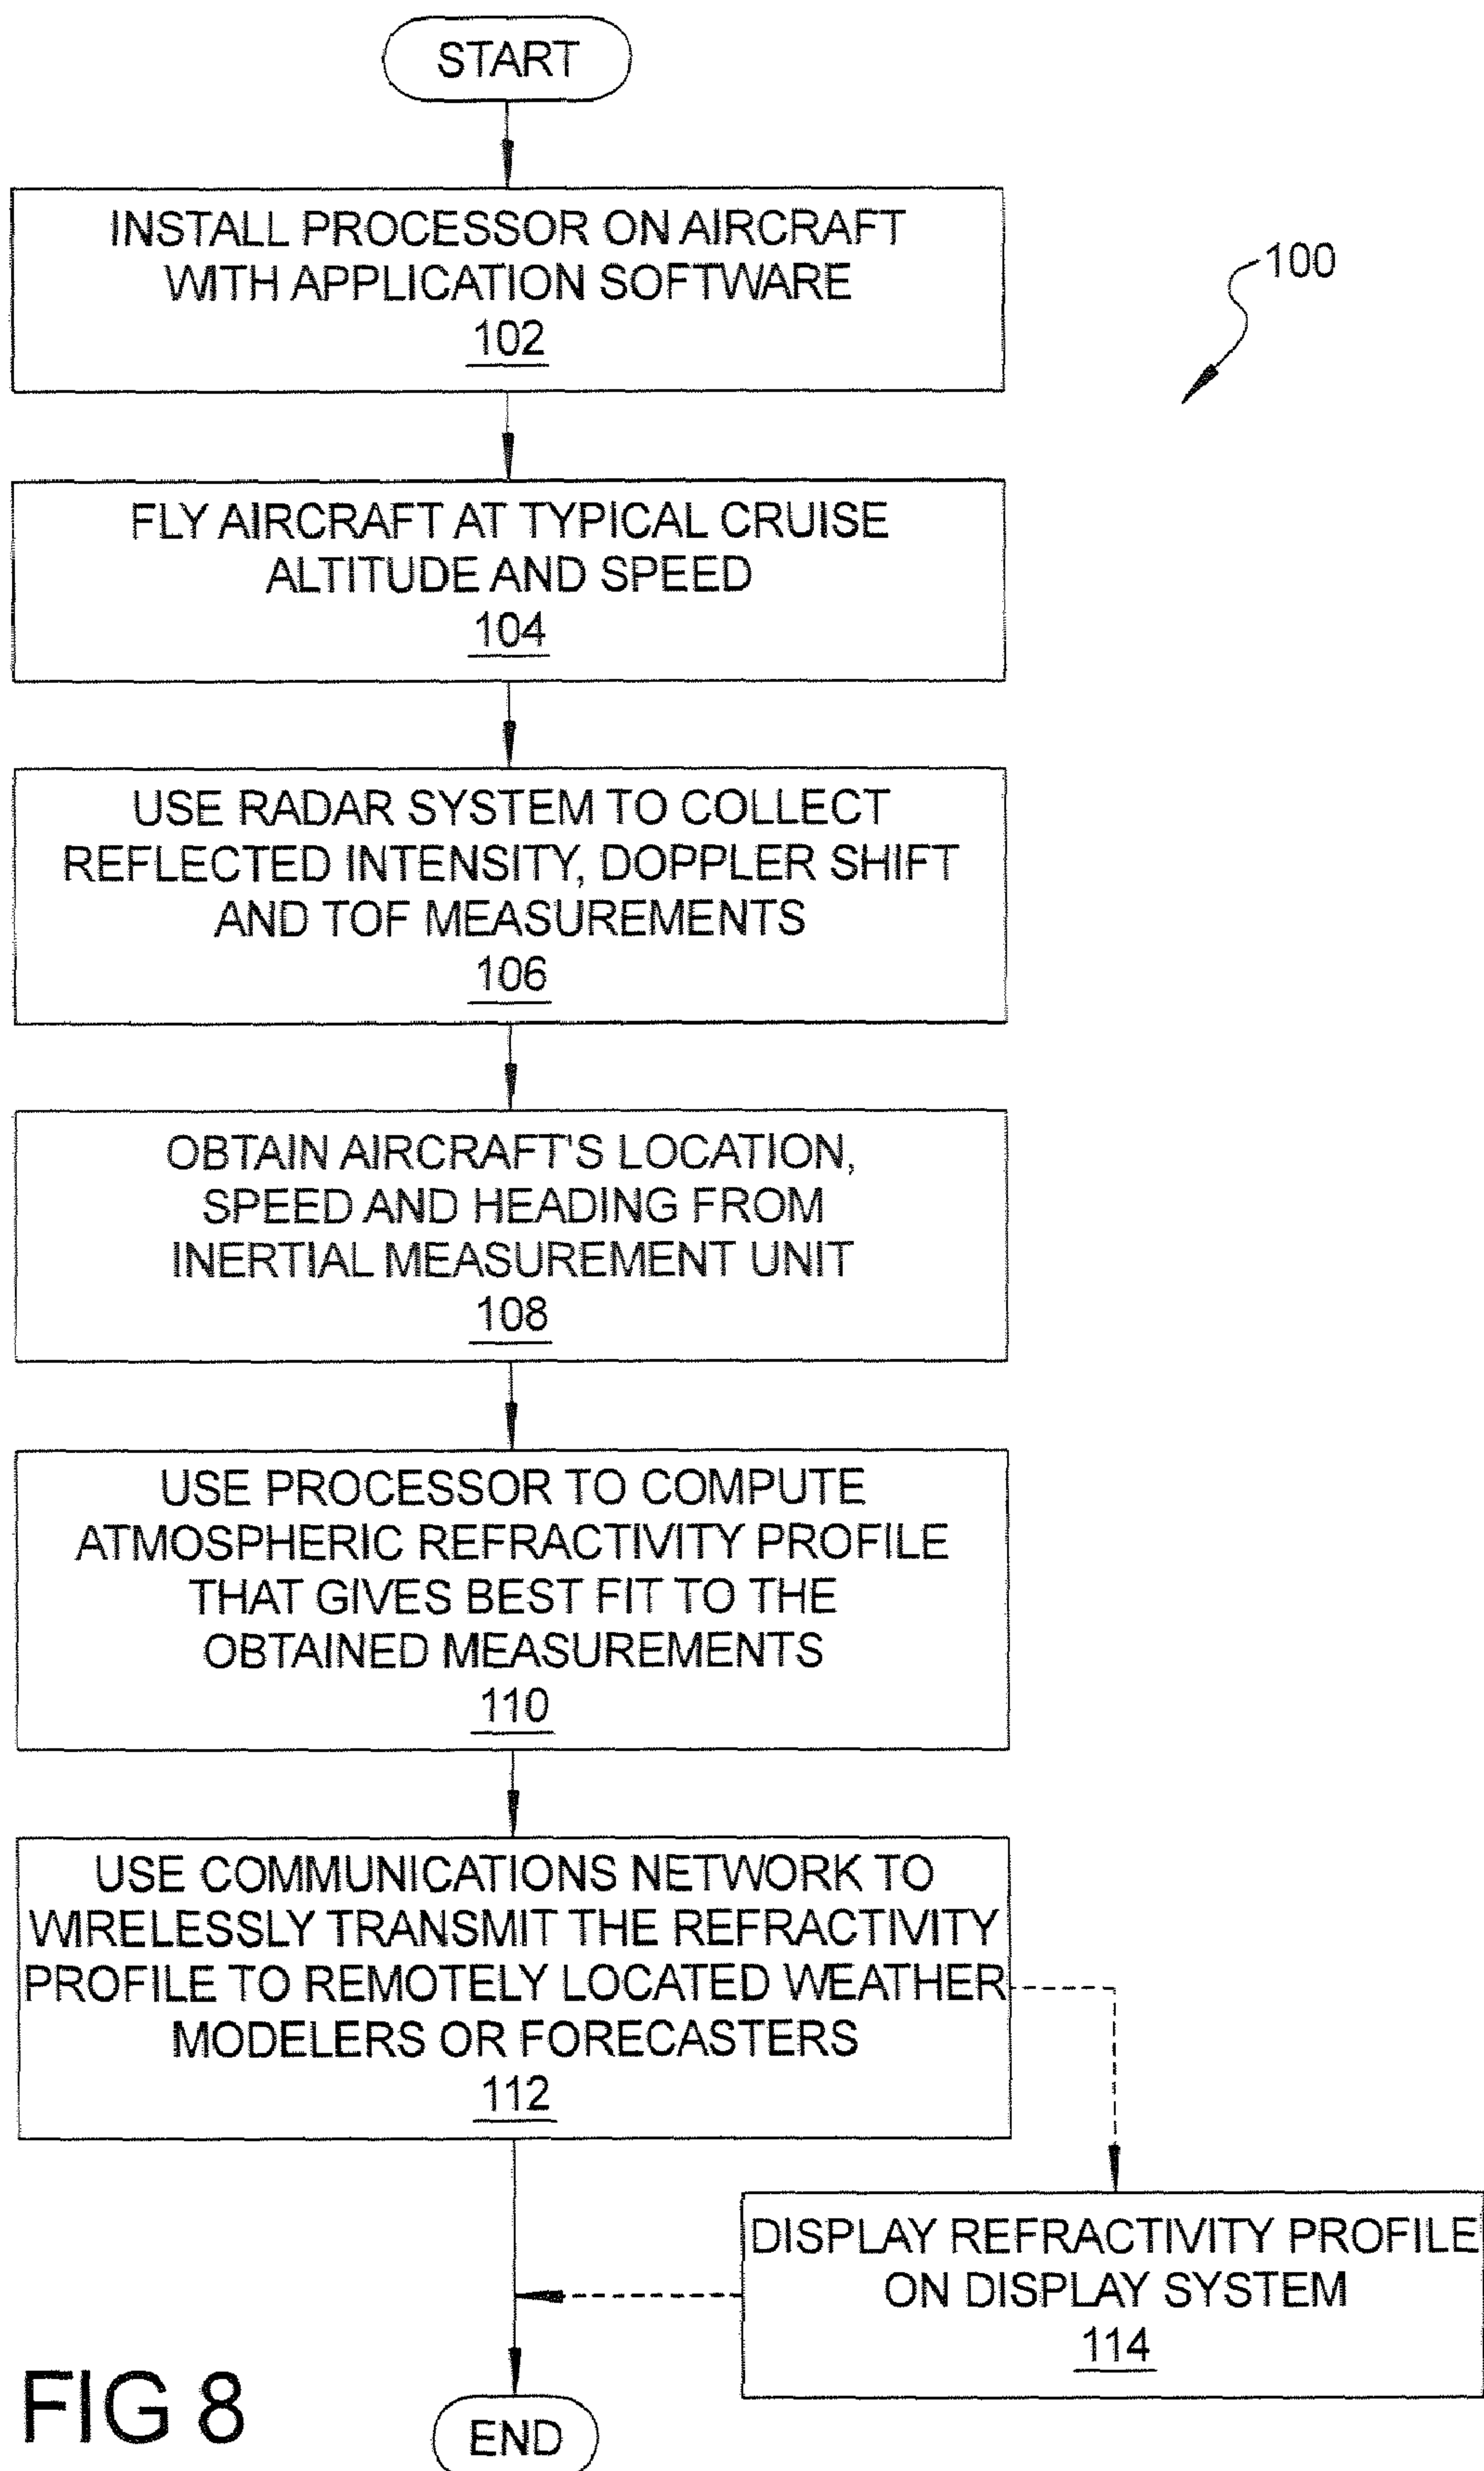 START
INSTALL PROCESSOR ON AIRCRAFT
WITH APPLICATION SOFTWARE
102
100
FLY AIRCRAFT AT TYPICAL CRUISE
ALTITUDE AND SPEED
104
USE RADAR SYSTEM TO COLLECT
REFLECTED INTENSITY, DOPPLER SHIFT
AND TOF MEASUREMENTS
106
OBTAIN AIRCRAFT'S LOCATION,
SPEED AND HEADING FROM
INERTIAL MEASUREMENT UNIT
108
USE PROCESSOR TO COMPUTE
ATMOSPHERIC REFRACTIVITY PROFILE
THAT GIVES BEST FIT TO THE
OBTAINED MEASUREMENTS
110
USE COMMUNICATIONS NETWORK TO
WIRELESSLY TRANSMIT THE REFRACTIVITY
PROFILE TO REMOTELY LOCATED WEATHER
MODELERS OR FORECASTERS
112
DISPLAY REFRACTIVITY PROFILE
ON DISPLAY SYSTEM
114
FIG 8
END